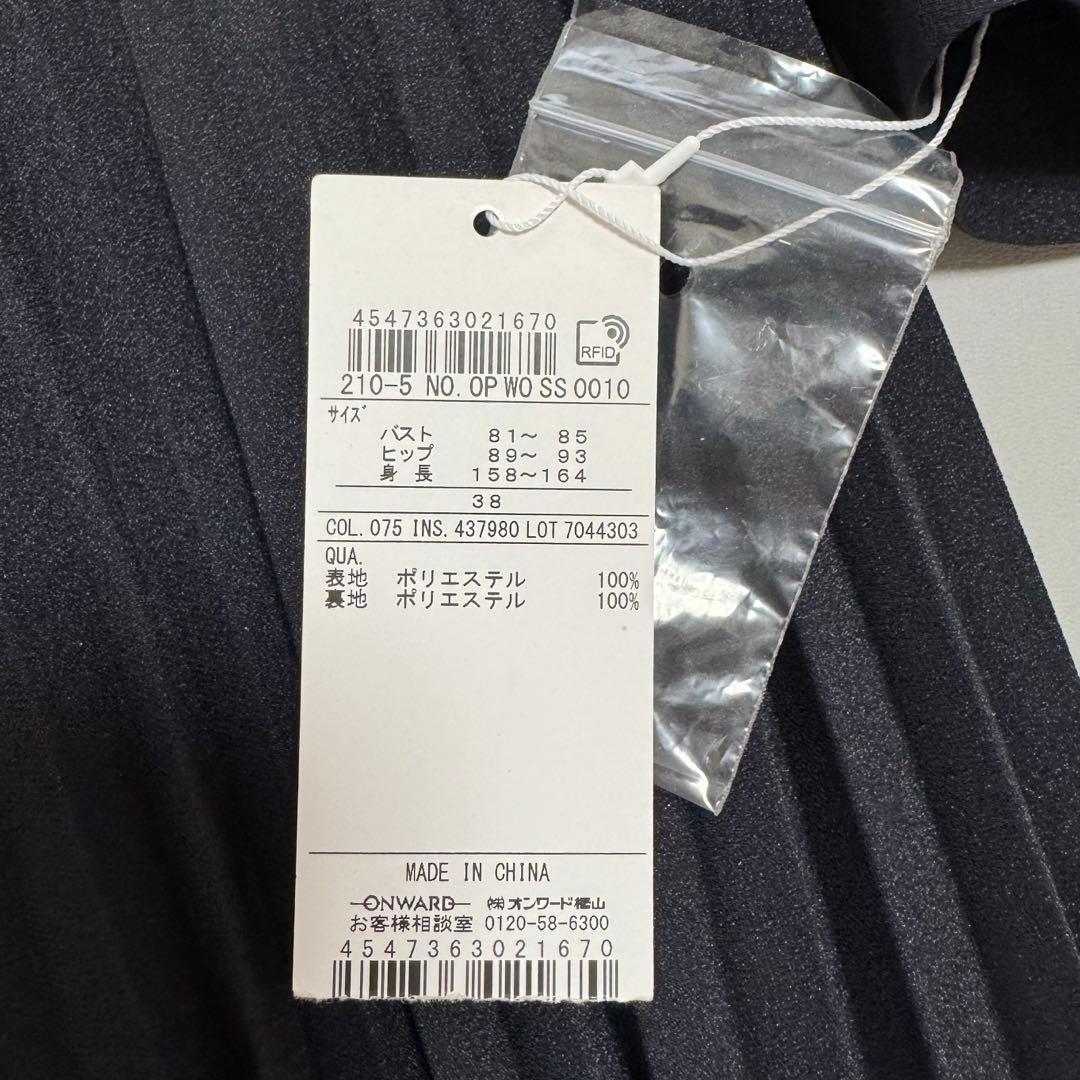 4547363021670
RFID
210-5 NO. OP WO SS 0010
サイズ
バスト 81～ 85
ヒップ 89～ 93
身 長 158～164
38
COL. 075 INS. 437980 LOT 7044303
QUA.
表地 ポリエステル 100%
裏地 ポリエステル 100%
MADE IN CHINA
ONWARD ㈱オンワード樫山
お客様相談室 0120-58-6300
4547363021670